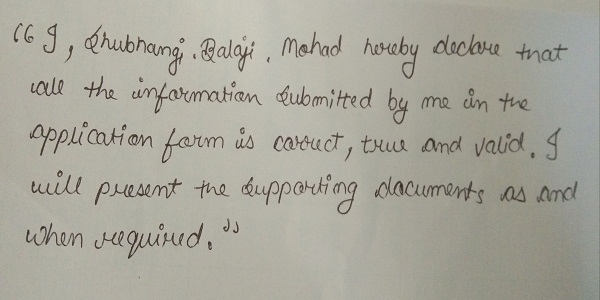 "I, Shubhangi. Balaji. Mohad hereby declare that
all the information submitted by me in the
application form is correct, true and valid. I
will present the supporting documents as and
when required."